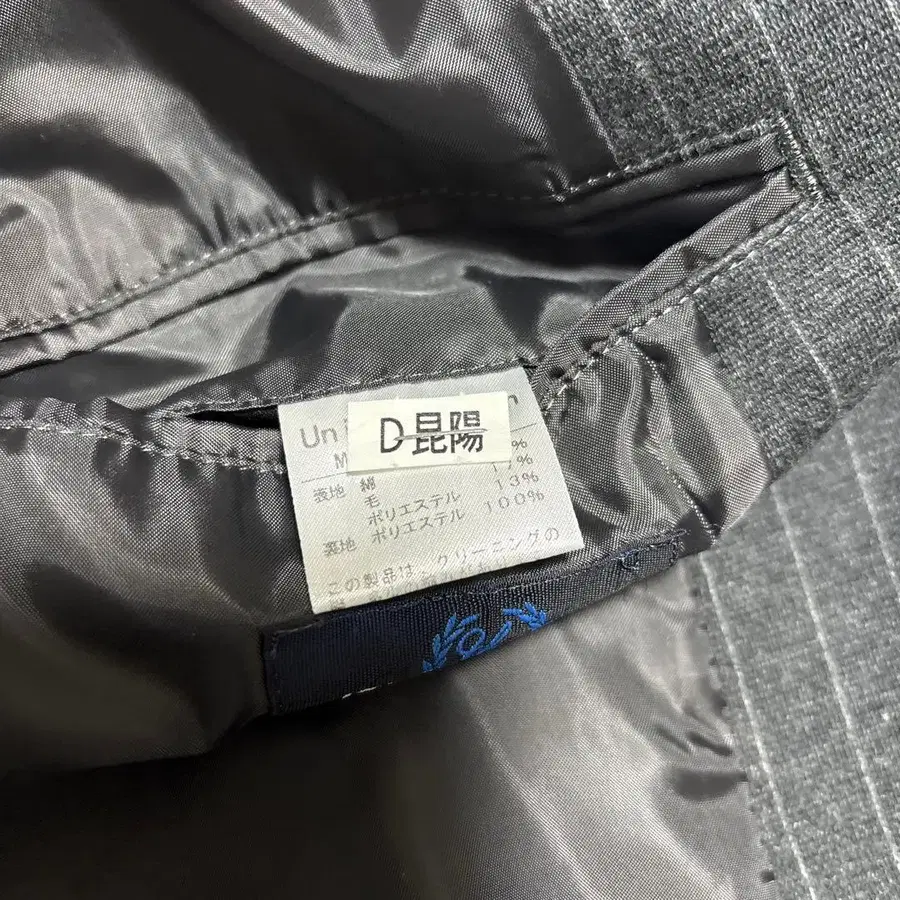 Uni
D昆陽
M
%
表地 綿 17%
毛 13%
ポリエステル 100%
裏地 ポリエステル
この製品は、クリーニングの